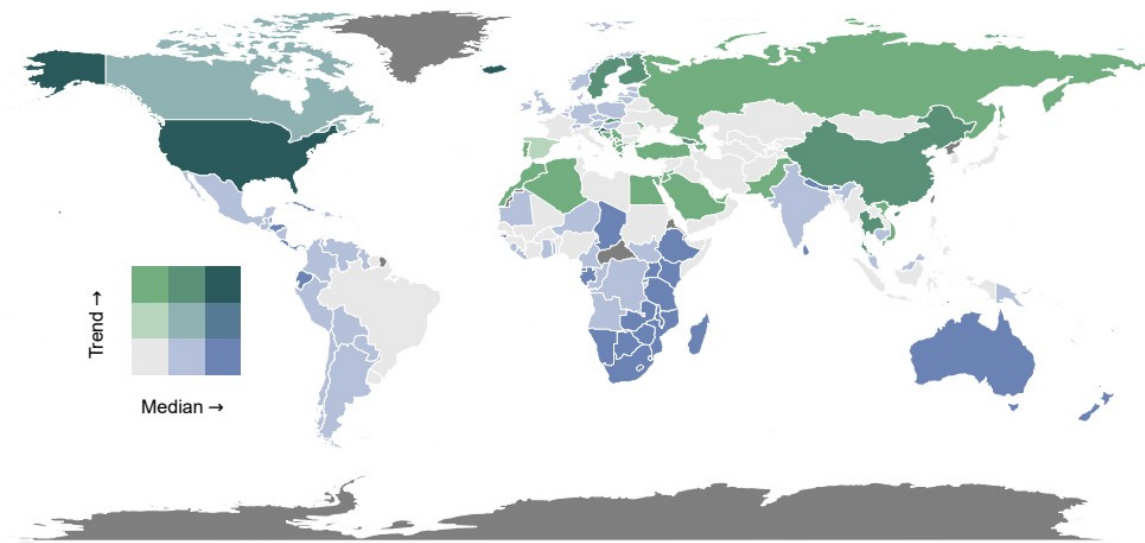 Trend →
Median →